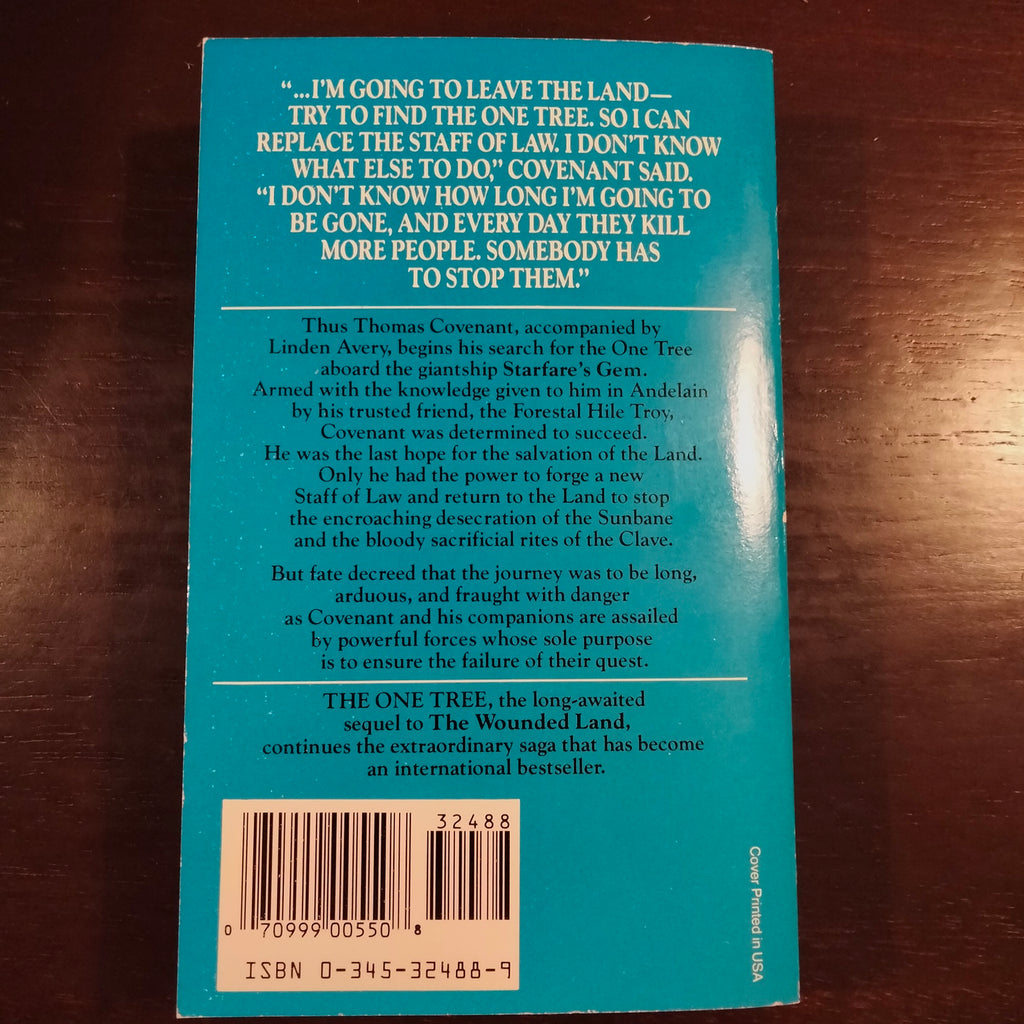 “...I’M GOING TO LEAVE THE LAND—
TRY TO FIND THE ONE TREE. SO I CAN
REPLACE THE STAFF OF LAW. I DON’T KNOW
WHAT ELSE TO DO,” COVENANT SAID.
“I DON’T KNOW HOW LONG I’M GOING TO
BE GONE, AND EVERY DAY THEY KILL
MORE PEOPLE. SOMEBODY HAS
TO STOP THEM.”
Thus Thomas Covenant, accompanied by
Linden Avery, begins his search for the One Tree
aboard the giantship Starfare’s Gem.
Armed with the knowledge given to him in Andelain
by his trusted friend, the Forestal Hile Troy,
Covenant was determined to succeed.
He was the last hope for the salvation of the Land.
Only he had the power to forge a new
Staff of Law and return to the Land to stop
the encroaching desecration of the Sunbane
and the bloody sacrificial rites of the Clave.
But fate decreed that the journey was to be long,
arduous, and fraught with danger
as Covenant and his companions are assailed
by powerful forces whose sole purpose
is to ensure the failure of their quest.
THE ONE TREE, the long-awaited
sequel to The Wounded Land,
continues the extraordinary saga that has become
an international bestseller.
32488
0 70999 00550 8
ISBN 0-345-32488-9
Cover Printed in USA